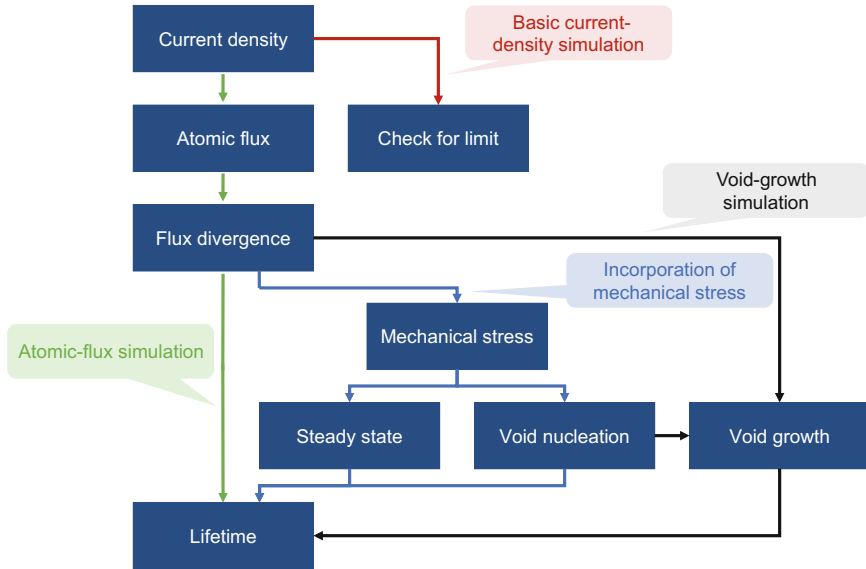 Current density
Basic current-
density simulation
Atomic flux
Check for limit
Void-growth
simulation
Flux divergence
Incorporation of
mechanical stress
Mechanical stress
Atomic-flux simulation
Steady state
Void nucleation
Void growth
Lifetime